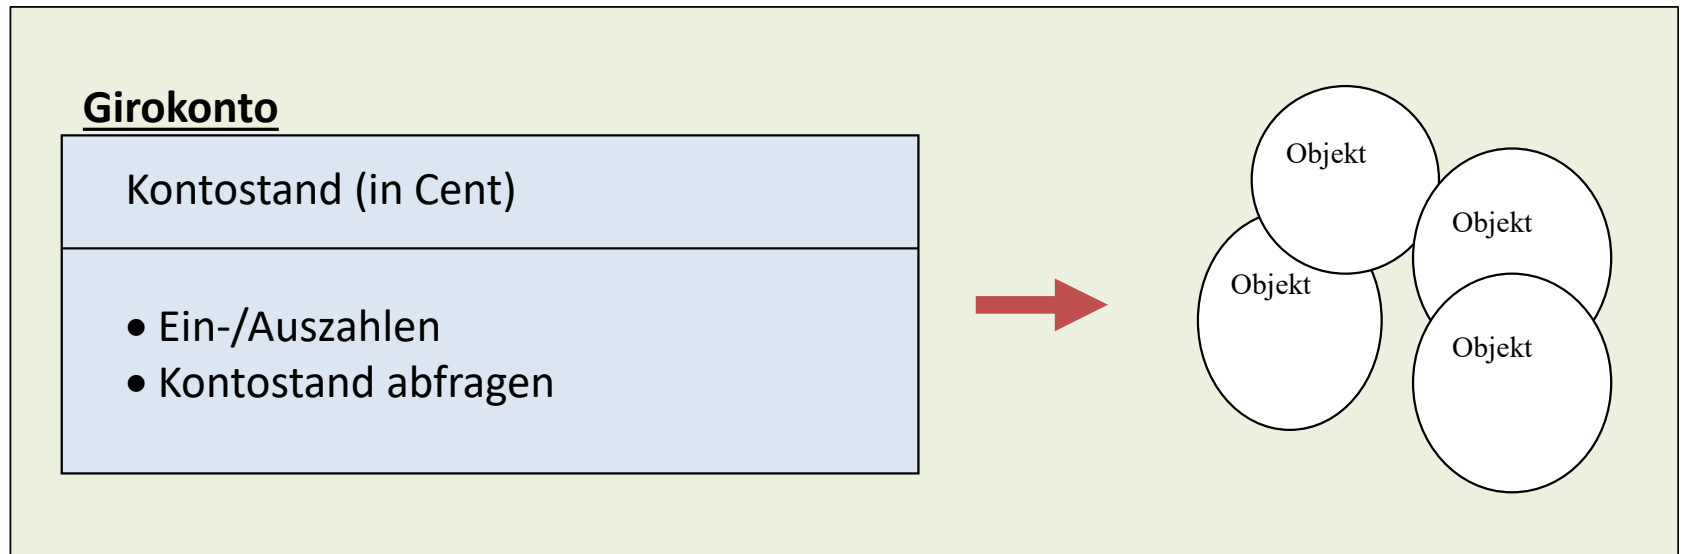 Girokonto
Kontostand (in Cent)
• Ein-/Auszahlen
• Kontostand abfragen
Objekt
Objekt
Objekt
Objekt